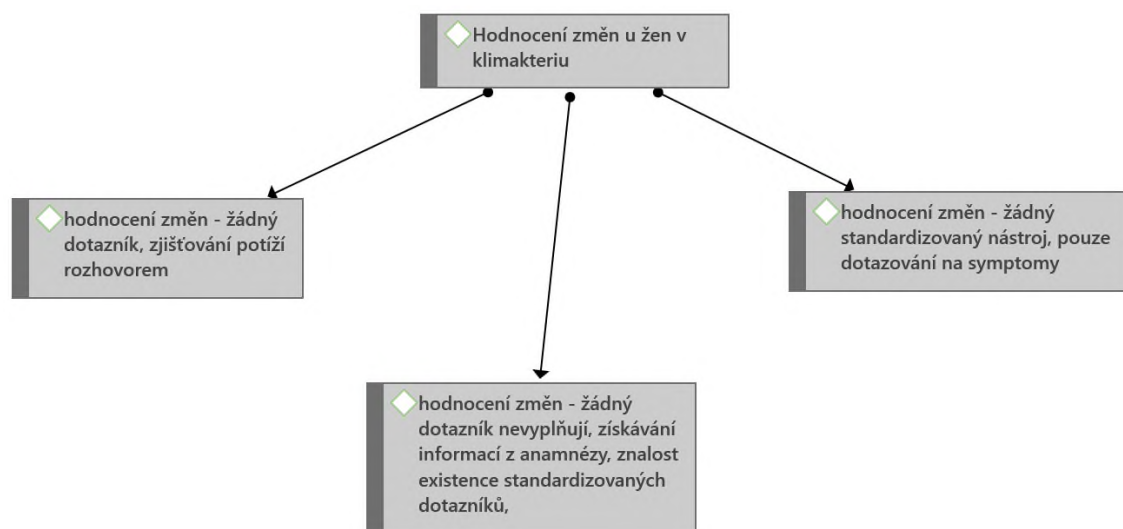 Hodnocení změn u žen v
klimakteriu
hodnocení změn - žádný
dotazník, zjišťování potíží
rozhovorem
hodnocení změn - žádný
standardizovaný nástroj, pouze
dotazování na symptomy
hodnocení změn - žádný
dotazník nevyplňují, získávání
informací z anamnézy, znalost
existence standardizovaných
dotazníků,